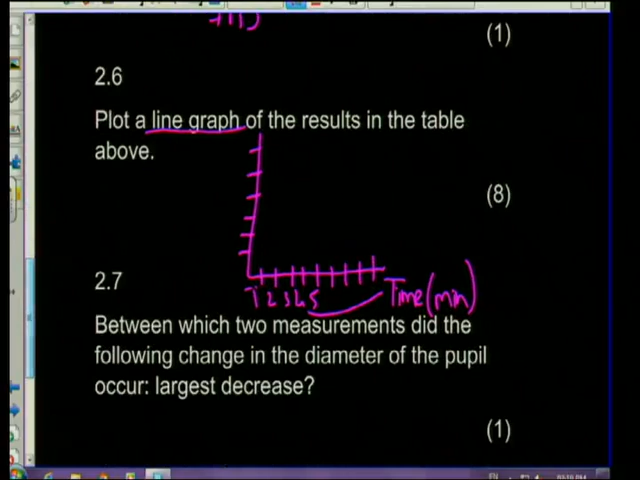 (1)
2.6
Plot a line graph of the results in the table
above.
(8)
1 2 3 4 5 Time (min)
2.7
Between which two measurements did the
following change in the diameter of the pupil
occur: largest decrease?
(1)